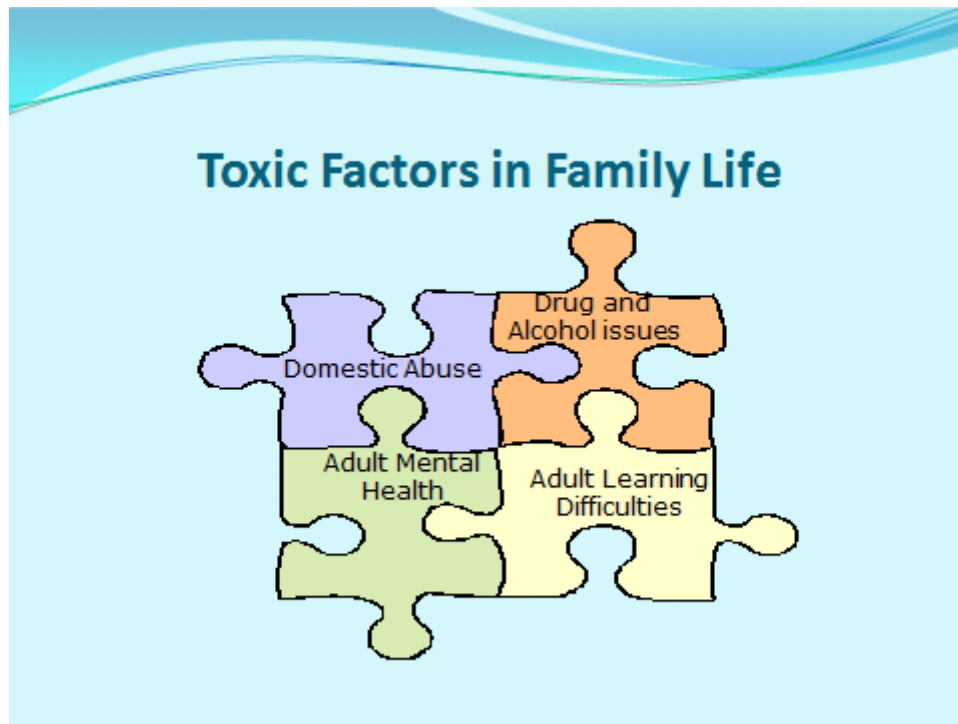 Toxic Factors in Family Life
Drug and
Alcohol issues
Domestic Abuse
Adult Mental
Health
Adult Learning
Difficulties